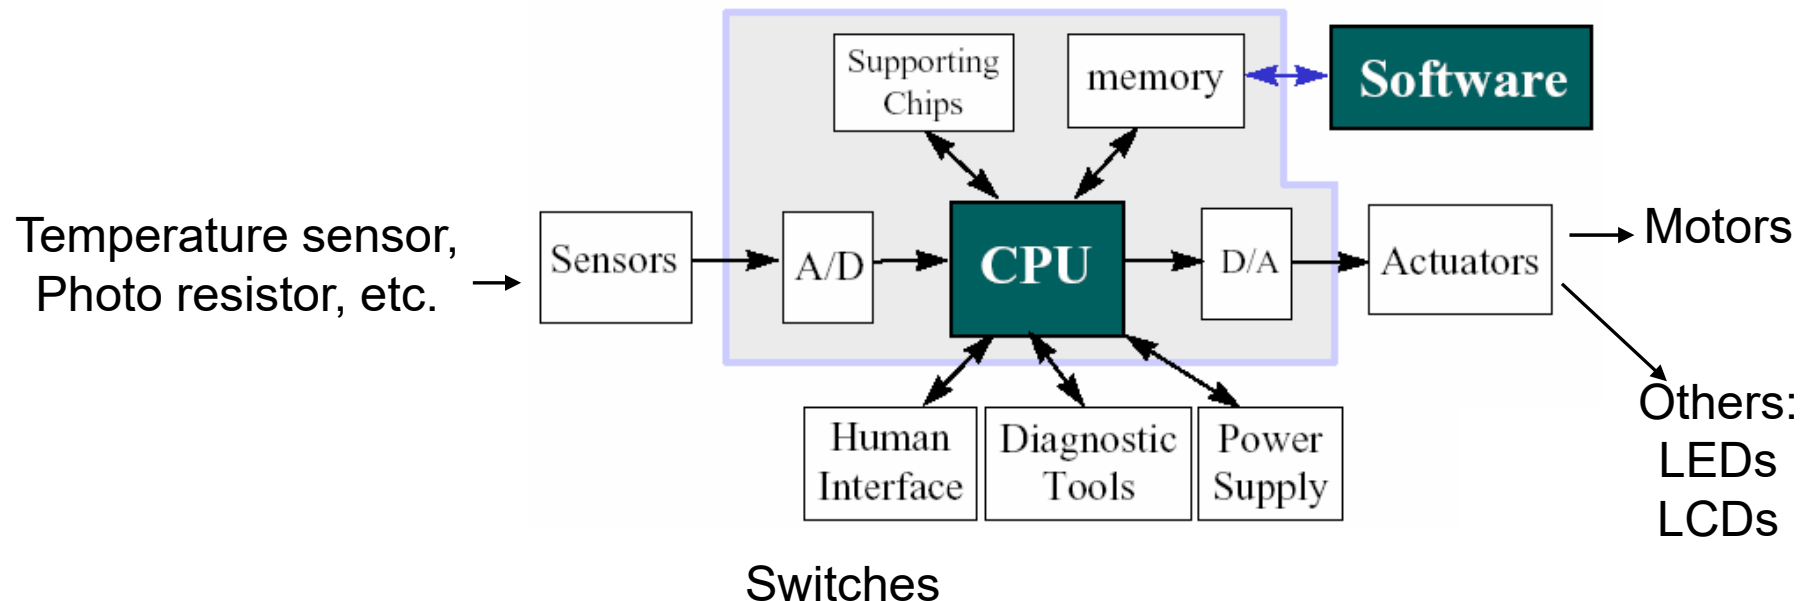 Supporting
Chips
memory
Software
Temperature sensor,
Photo resistor, etc.
Sensors
A/D
CPU
D/A
Actuators
Motors
Others:
LEDs
LCDs
Human
Interface
Diagnostic
Tools
Power
Supply
Switches